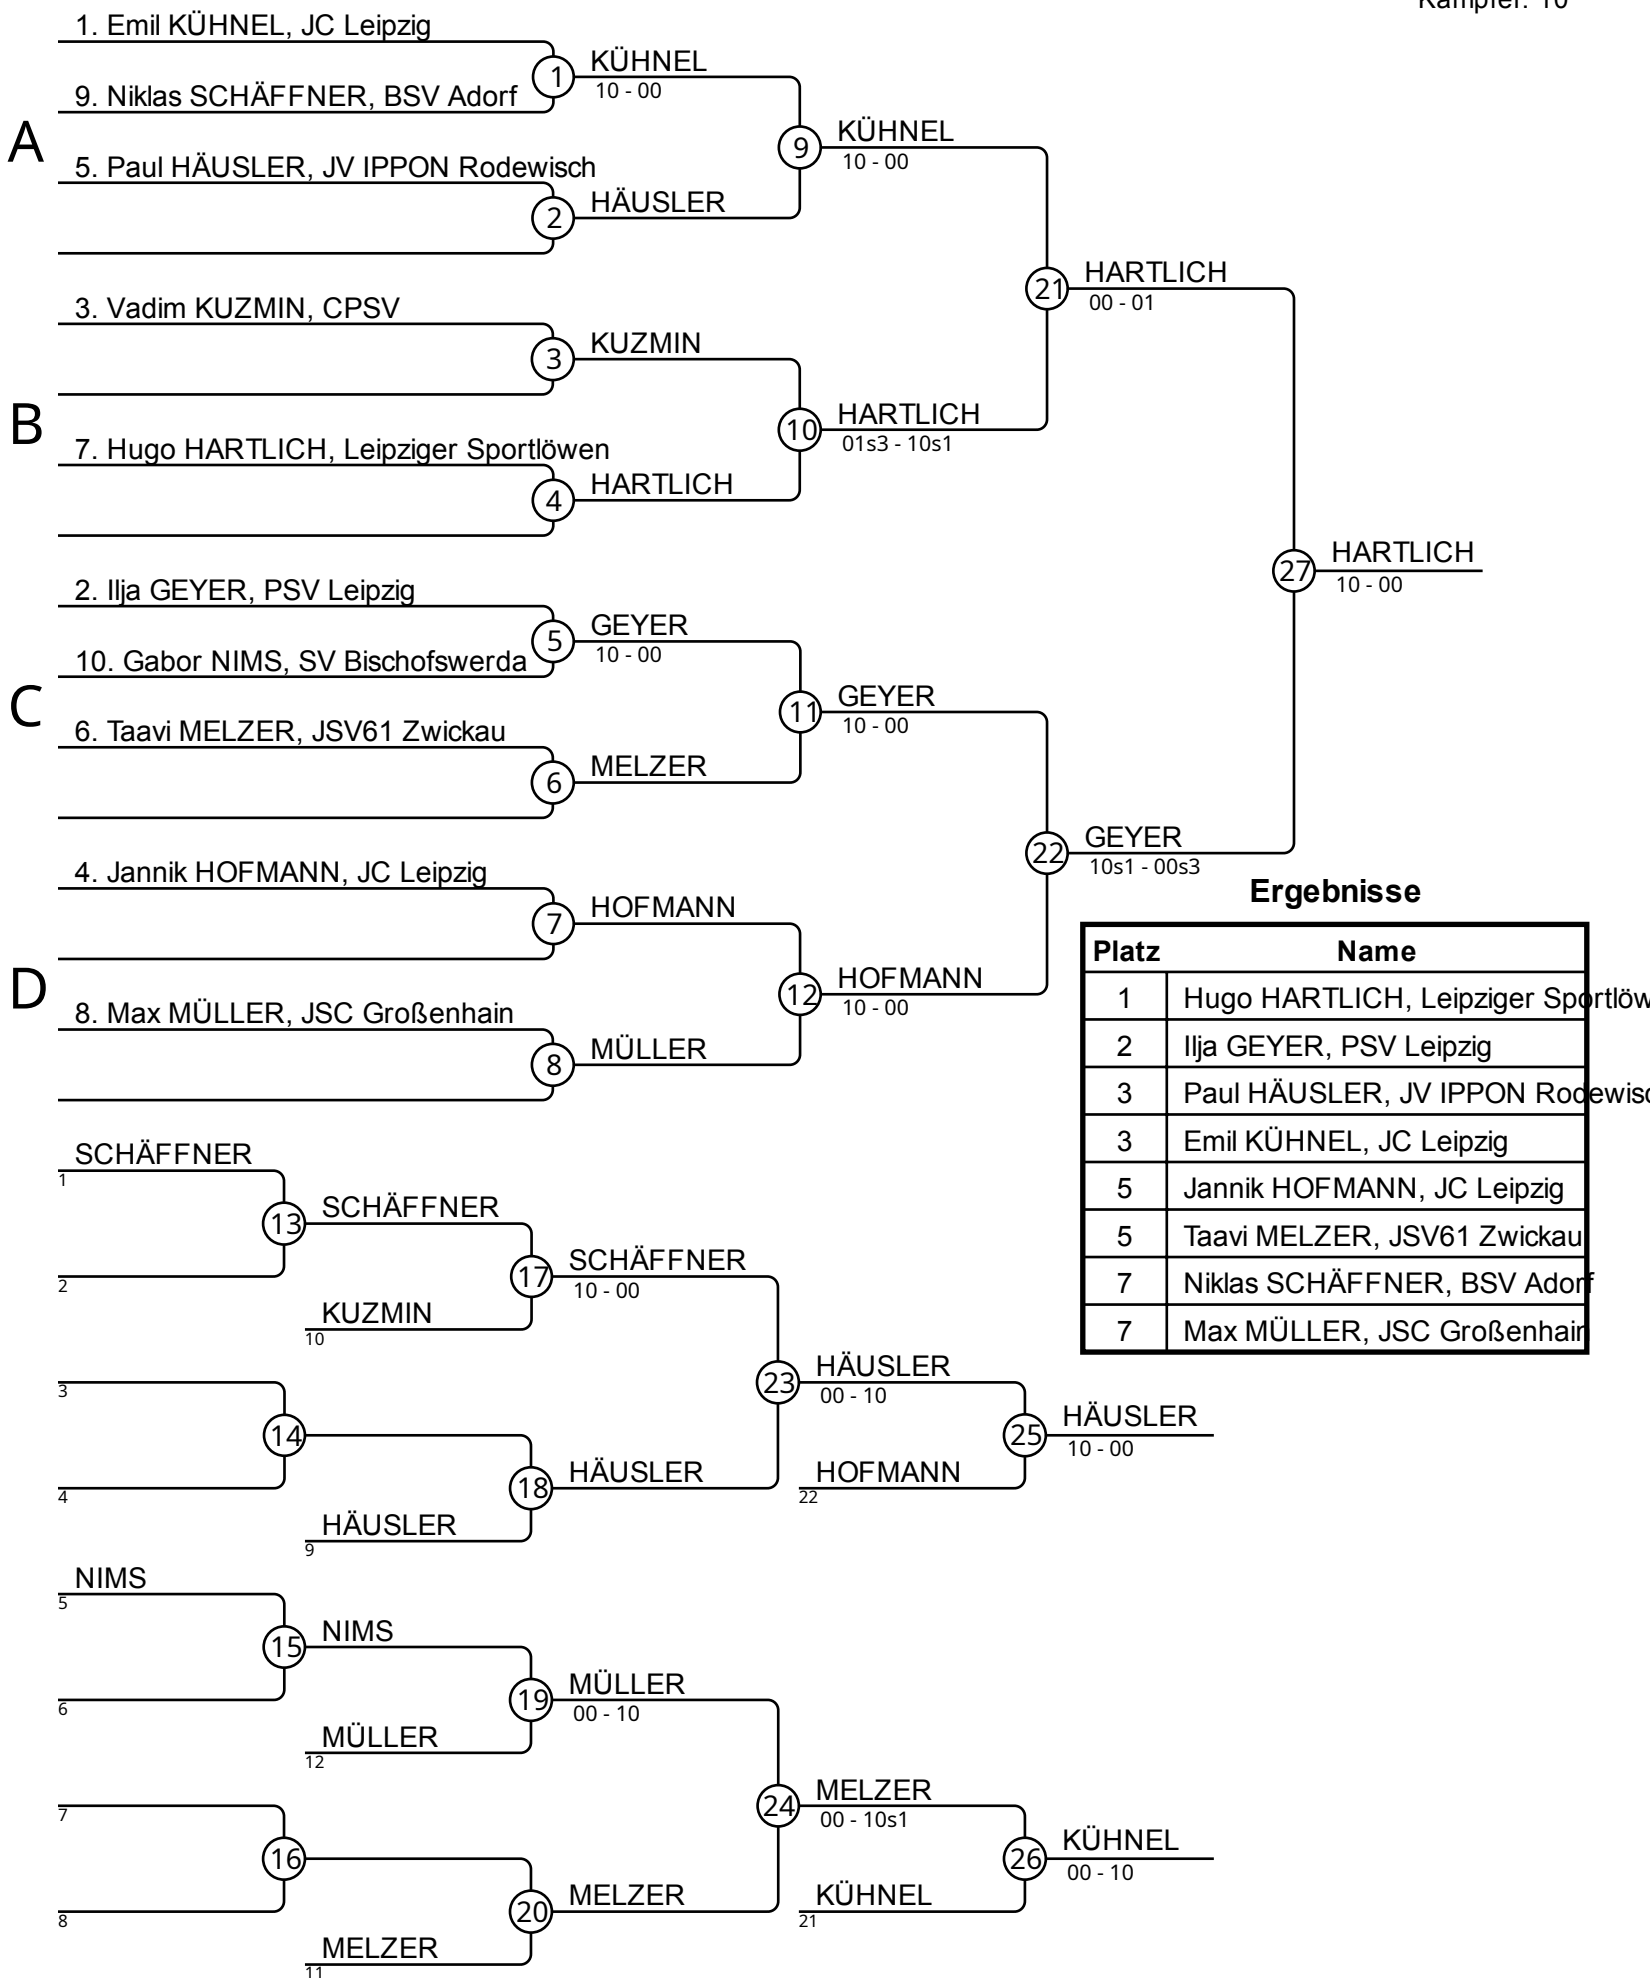 Kämpfer: 10
1. Emil KÜHNEL, JC Leipzig
1
KÜHNEL
10 - 00
9. Niklas SCHÄFFNER, BSV Adorf
A
9
KÜHNEL
10 - 00
5. Paul HÄUSLER, JV IPPON Rodewisch
2
HÄUSLER
21
HARTLICH
00 - 01
3. Vadim KUZMIN, CPSV
3
KUZMIN
B
10
HARTLICH
01s3 - 10s1
7. Hugo HARTLICH, Leipziger Sportlöwen
4
HARTLICH
27
HARTLICH
10 - 00
2. Ilja GEYER, PSV Leipzig
5
GEYER
10 - 00
10. Gabor NIMS, SV Bischofswerda
C
11
GEYER
10 - 00
6. Taavi MELZER, JSV61 Zwickau
6
MELZER
22
GEYER
10s1 - 00s3
4. Jannik HOFMANN, JC Leipzig
7
HOFMANN
D
12
HOFMANN
10 - 00
8. Max MÜLLER, JSC Großenhain
8
MÜLLER
Ergebnisse
Platz Name
1 Hugo HARTLICH, Leipziger Sportlöw
2 Ilja GEYER, PSV Leipzig
3 Paul HÄUSLER, JV IPPON Rodewisc
3 Emil KÜHNEL, JC Leipzig
5 Jannik HOFMANN, JC Leipzig
5 Taavi MELZER, JSV61 Zwickau
7 Niklas SCHÄFFNER, BSV Adorf
7 Max MÜLLER, JSC Großenhain
SCHÄFFNER
1
13
SCHÄFFNER
2
17
SCHÄFFNER
10 - 00
KUZMIN
10
23
HÄUSLER
00 - 10
3
14
4
18
HÄUSLER
HÄUSLER
9
25
HÄUSLER
10 - 00
HOFMANN
22
NIMS
5
15
NIMS
6
19
MÜLLER
00 - 10
MÜLLER
12
24
MELZER
00 - 10s1
7
16
8
20
MELZER
MELZER
11
26
KÜHNEL
00 - 10
KÜHNEL
21